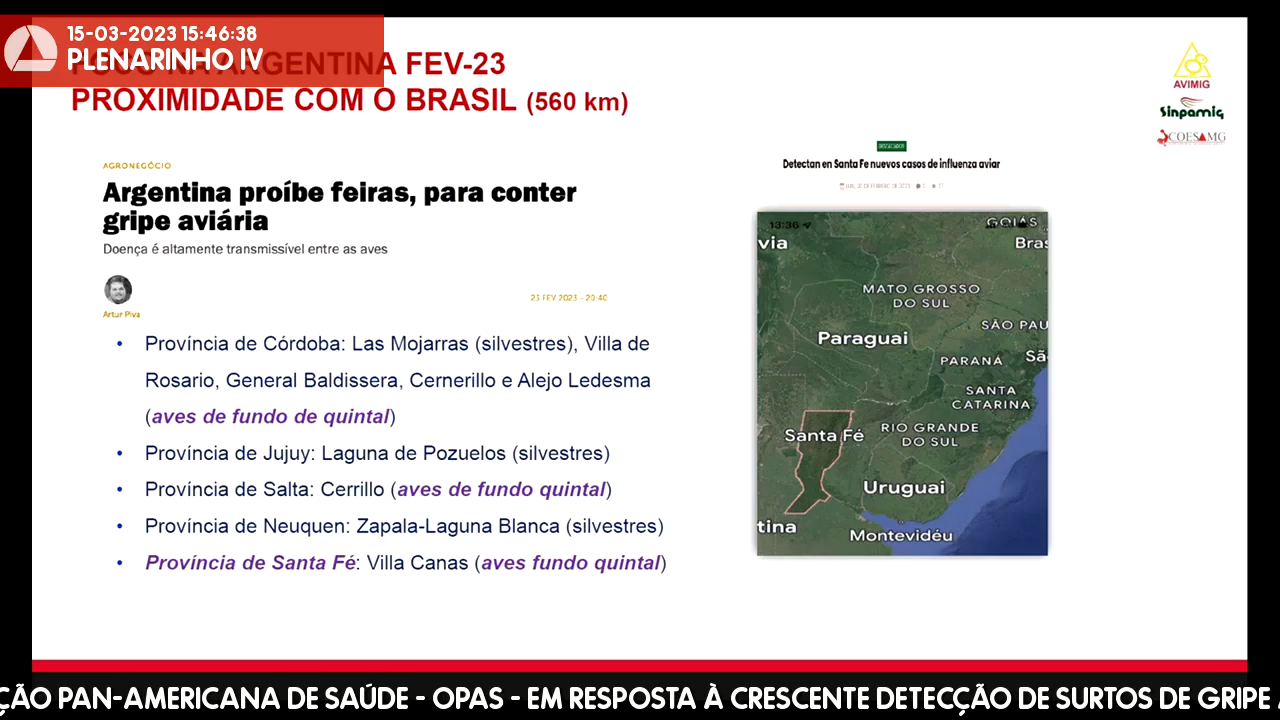 15-03-2023 15:46:38
PLENARINHO IV
ARGENTINA FEV-23
PROXIMIDADE COM O BRASIL (560 km)
AVIMIG
Sinpamig
COESAMG
AGRONEGÓCIO
Argentina proíbe feiras, para conter
gripe aviária
Doença é altamente transmissível entre as aves
Artur Piva
23 FEV 2023 - 20:40
• Província de Córdoba: Las Mojarras (silvestres), Villa de
Rosario, General Baldissera, Cernerillo e Alejo Ledesma
(aves de fundo de quintal)
• Província de Jujuy: Laguna de Pozuelos (silvestres)
• Província de Salta: Cerrillo (aves de fundo quintal)
• Província de Neuquen: Zapala-Laguna Blanca (silvestres)
• Província de Santa Fé: Villa Canas (aves fundo quintal)
Detectan en Santa Fe nuevos casos de influenza aviar
13:36
GOIÁS
via
Bras
MATO GROSSO
DO SUL
SÃO PAU
Paraguai
PARANÁ
Sã
SANTA
CATARINA
Santa Fé
RIO GRANDE
DO SUL
Uruguai
tina
Montevidéu
ÇÃO PAN-AMERICANA DE SAÚDE - OPAS - EM RESPOSTA À CRESCENTE DETECÇÃO DE SURTOS DE GRIPE